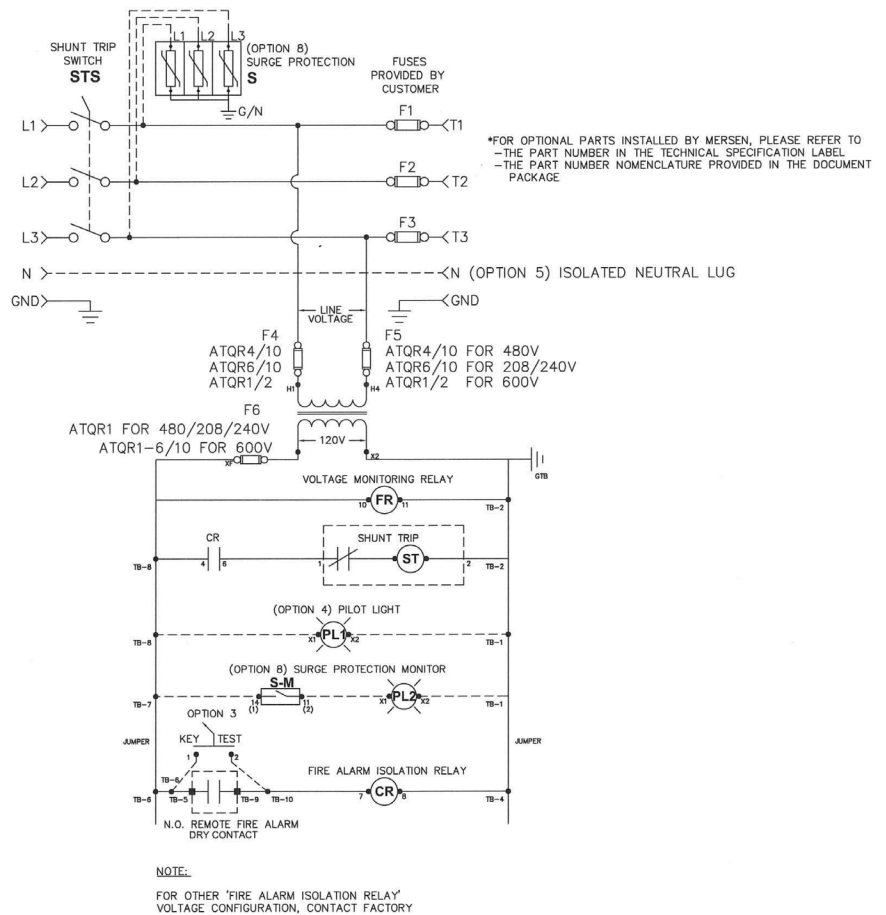 L1 L2 L3 (OPTION 8)
SURGE PROTECTION
S
SHUNT TRIP
SWITCH
STS
FUSES
PROVIDED BY
CUSTOMER
G/N
L1 F1 T1
*FOR OPTIONAL PARTS INSTALLED BY MERSEN, PLEASE REFER TO
-THE PART NUMBER IN THE TECHNICAL SPECIFICATION LABEL
-THE PART NUMBER NOMENCLATURE PROVIDED IN THE DOCUMENT
PACKAGE
L2 F2 T2
L3 F3 T3
N N (OPTION 5) ISOLATED NEUTRAL LUG
GND GND
LINE
VOLTAGE
F4 F5
ATQR4/10 ATQR4/10 FOR 480V
ATQR6/10 ATQR6/10 FOR 208/240V
ATQR1/2 H1 H4 ATQR1/2 FOR 600V
F6
ATQR1 FOR 480/208/240V
ATQR1-6/10 FOR 600V 120V
XF X2
GTB
VOLTAGE MONITORING RELAY
10 FR 11 TB-2
CR SHUNT TRIP
TB-8 4 6 1 ST 2 TB-2
(OPTION 4) PILOT LIGHT
TB-8 X1 PL1 X2 TB-1
(OPTION 8) SURGE PROTECTION MONITOR
S-M
TB-7 14 11 X1 PL2 X2 TB-1
(1) (2)
OPTION 3
JUMPER KEY TEST JUMPER
1 2
FIRE ALARM ISOLATION RELAY
TB-6
TB-6 TB-5 TB-9 TB-10 7 CR 8 TB-4
N.O. REMOTE FIRE ALARM
DRY CONTACT
NOTE:
FOR OTHER 'FIRE ALARM ISOLATION RELAY'
VOLTAGE CONFIGURATION, CONTACT FACTORY